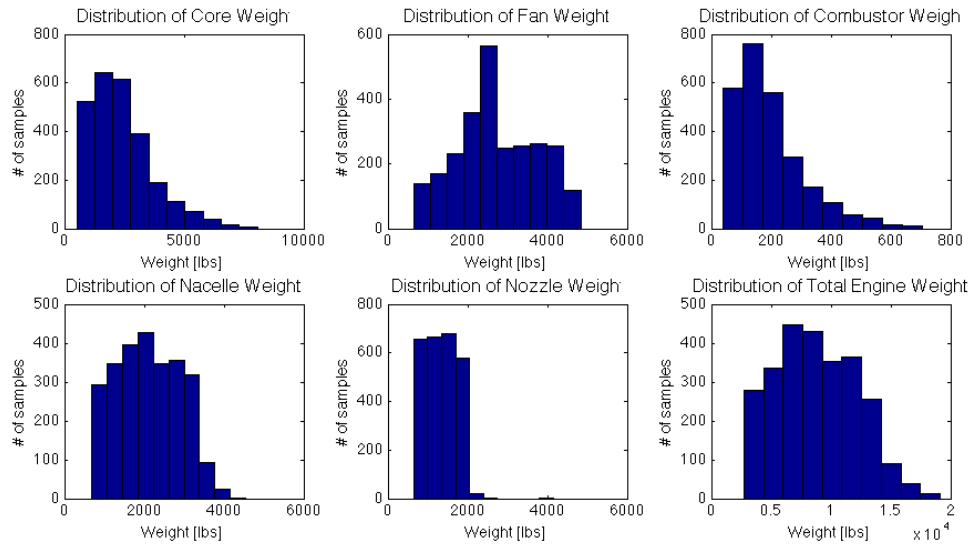 Distribution of Core Weigh
Distribution of Fan Weight
Distribution of Combustor Weigh
800
600
400
200
0
# of samples
0
5000
10000
Weight [lbs]
600
400
200
0
# of samples
0
2000
4000
6000
Weight [lbs]
800
600
400
200
0
# of samples
0
200
400
600
800
Weight [lbs]
Distribution of Nacelle Weight
Distribution of Nozzle Weigh
Distribution of Total Engine Weight
500
400
300
200
100
0
# of samples
0
2000
4000
6000
Weight [lbs]
800
600
400
200
0
# of samples
0
2000
4000
6000
Weight [lbs]
500
400
300
200
100
0
# of samples
0
0.5
1
1.5
2
Weight [lbs]
x 10^4